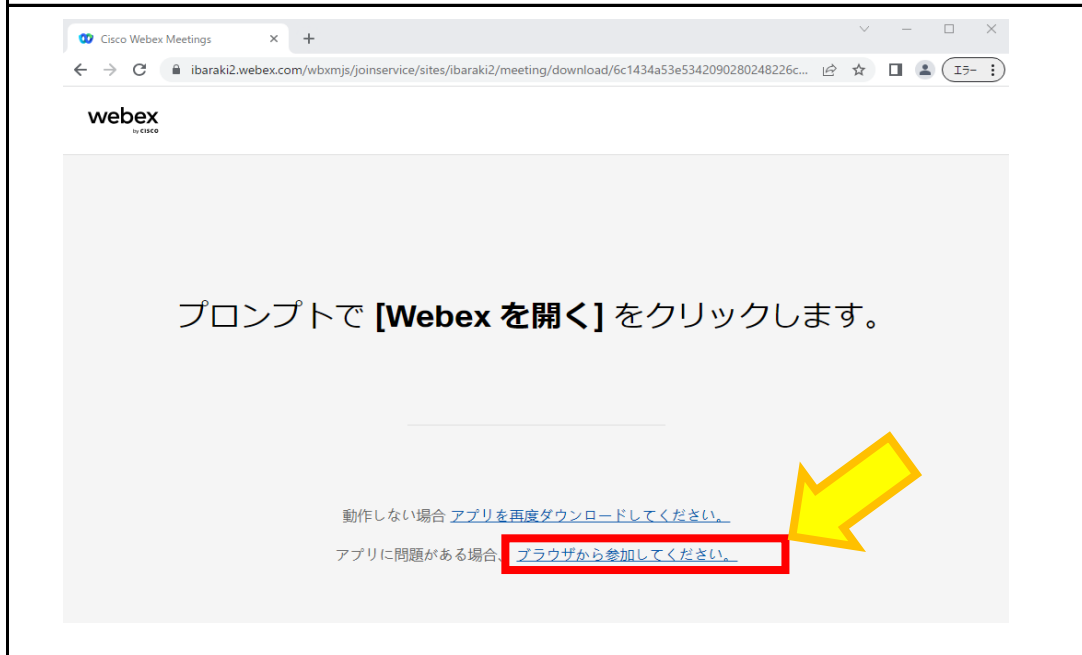 Cisco Webex Meetings
ibaraki2.webex.com/wbxmjs/joinservice/sites/ibaraki2/meeting/download/6c1434a53e5342090280248226c...
エラー
webex
by CISCO
プロンプトで [Webex を開く] をクリックします。
動作しない場合 アプリを再度ダウンロードしてください。
アプリに問題がある場合、 ブラウザから参加してください。